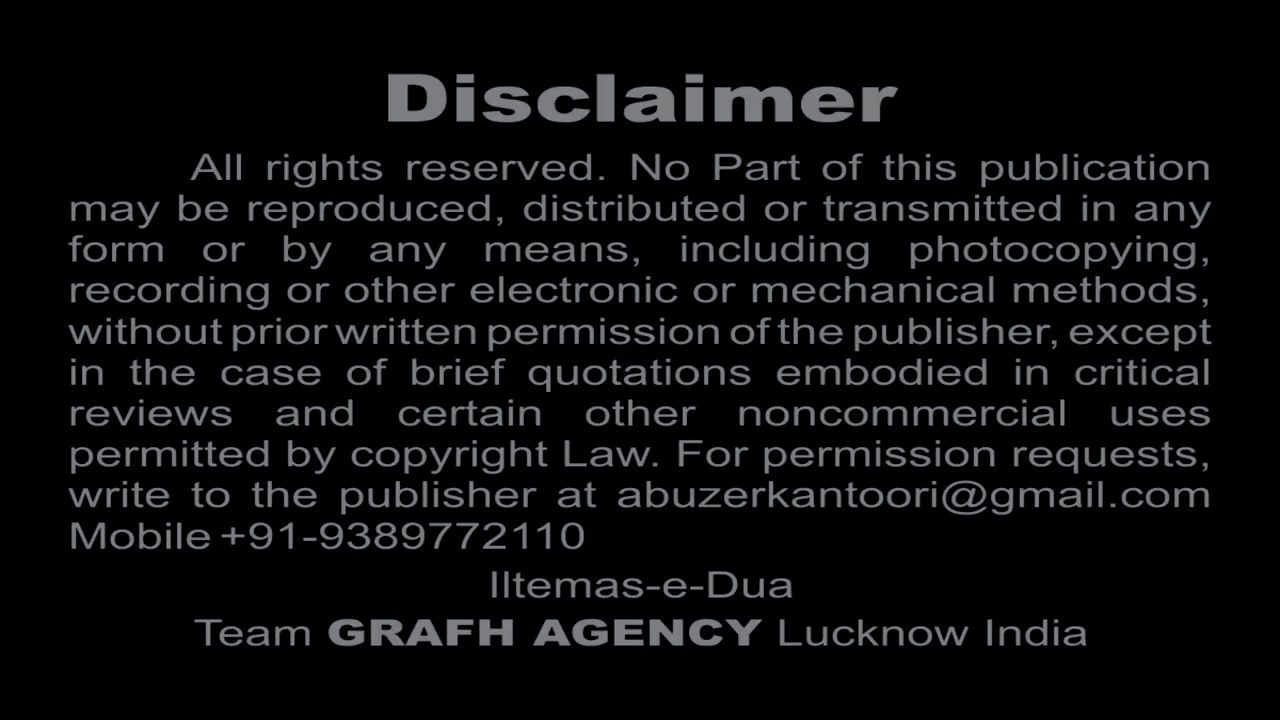 Disclaimer
All rights reserved. No Part of this publication
may be reproduced, distributed or transmitted in any
form or by any means, including photocopying,
recording or other electronic or mechanical methods,
without prior written permission of the publisher, except
in the case of brief quotations embodied in critical
reviews and certain other noncommercial uses
permitted by copyright Law. For permission requests,
write to the publisher at abuzerkantoori@gmail.com
Mobile +91-9389772110
Iltemas-e-Dua
Team GRAFH AGENCY Lucknow India